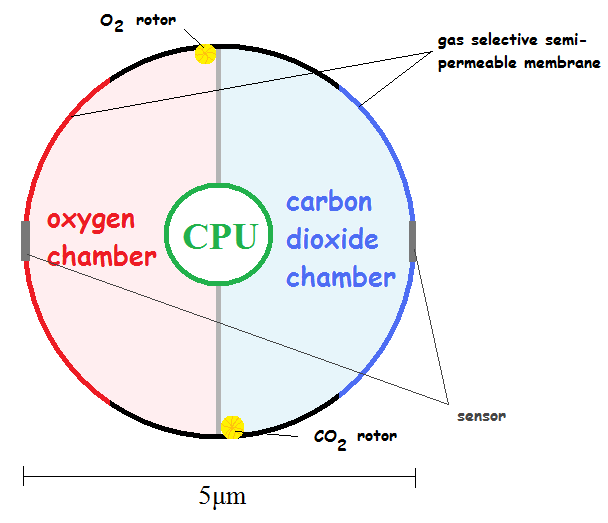 O2 rotor
gas selective semi-
permeable membrane
oxygen
chamber
CPU
carbon
dioxide
chamber
sensor
CO2 rotor
5μm